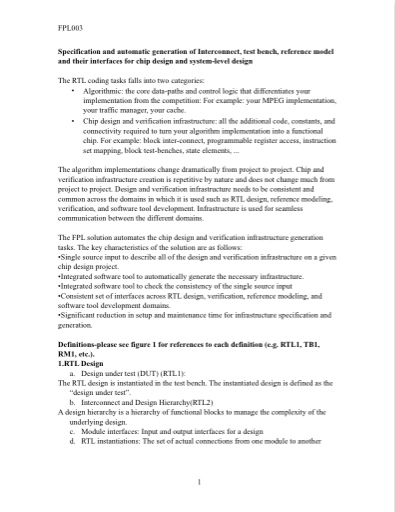 FPL003
Specification and automatic generation of Interconnect, test bench, reference model
and their interfaces for chip design and system-level design
The RTL coding tasks falls into two categories:
• Algorithmic: the core data-paths and control logic that differentiates your
implementation from the competition: For example: your MPEG implementation,
your traffic manager, your cache.
• Chip design and verification infrastructure: all the additional code, constants, and
connectivity required to turn your algorithm implementation into a functional
chip. For example: block inter-connect, programmable register access, instruction
set mapping, block test-benches, state elements, ...
The algorithm implementations change dramatically from project to project. Chip and
verification infrastructure creation is repetitive by nature and does not change much from
project to project. Design and verification infrastructure needs to be consistent and
common across the domains in which it is used such as RTL design, reference modeling,
verification, and software tool development. Infrastructure is used for seamless
communication between the different domains.
The FPL solution automates the chip design and verification infrastructure generation
tasks. The key characteristics of the solution are as follows:
•Single source input to describe all of the design and verification infrastructure on a given
chip design project.
•Integrated software tool to automatically generate the necessary infrastructure.
•Integrated software tool to check the consistency of the single source input
•Consistent set of interfaces across RTL design, verification, reference modeling, and
software tool development domains.
•Significant reduction in setup and maintenance time for infrastructure specification and
generation.
Definitions-please see figure 1 for references to each definition (e.g. RTL1, TB1,
RM1, etc.).
1.RTL Design
a. Design under test (DUT) (RTL1):
The RTL design is instantiated in the test bench. The instantiated design is defined as the
"design under test".
b. Interconnect and Design Hierarchy(RTL2)
A design hierarchy is a hierarchy of functional blocks to manage the complexity of the
underlying design.
c. Module interfaces: Input and output interfaces for a design
d. RTL instantiations: The set of actual connections from one module to another
1